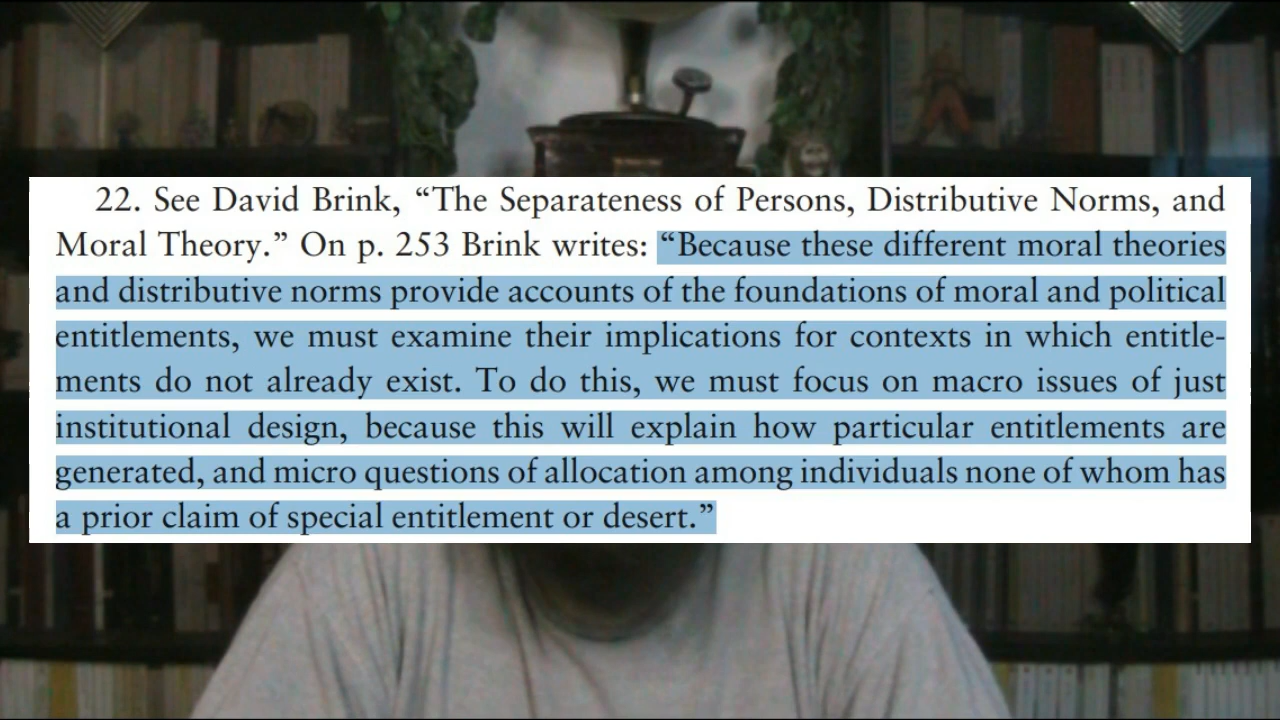 22. See David Brink, “The Separateness of Persons, Distributive Norms, and
Moral Theory.” On p. 253 Brink writes: “Because these different moral theories
and distributive norms provide accounts of the foundations of moral and political
entitlements, we must examine their implications for contexts in which entitle-
ments do not already exist. To do this, we must focus on macro issues of just
institutional design, because this will explain how particular entitlements are
generated, and micro questions of allocation among individuals none of whom has
a prior claim of special entitlement or desert.”